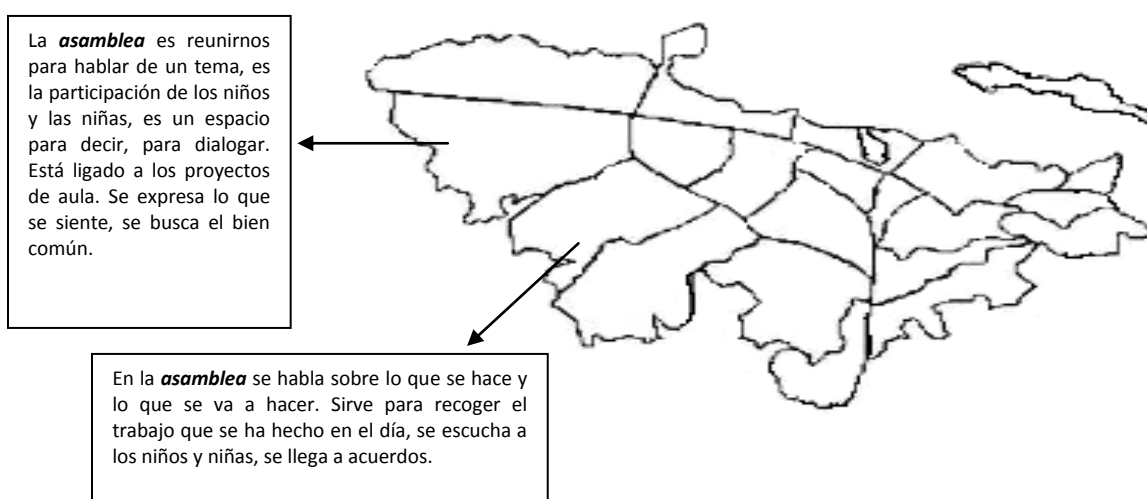 La asamblea es reunirnos
para hablar de un tema, es
la participación de los niños
y las niñas, es un espacio
para decir, para dialogar.
Está ligado a los proyectos
de aula. Se expresa lo que
se siente, se busca el bien
común.
En la asamblea se habla sobre lo que se hace y
lo que se va a hacer. Sirve para recoger el
trabajo que se ha hecho en el día, se escucha a
los niños y niñas, se llega a acuerdos.